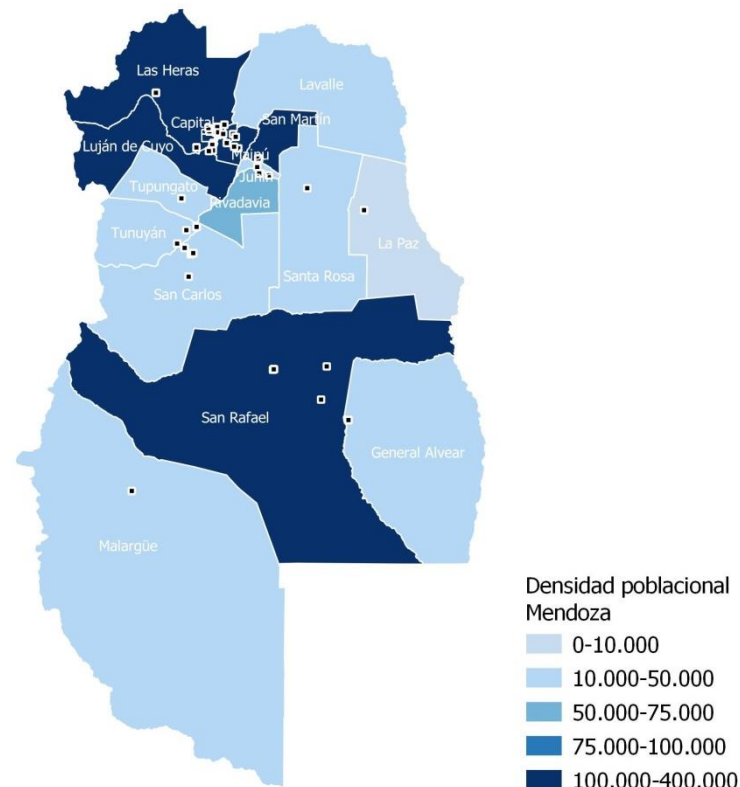 Las Heras
Lavalle
Capital
San Martín
Luján de Cuyo
Maipú
Junín
Tupungato
Rivadavia
Tunuyán
La Paz
Santa Rosa
San Carlos
San Rafael
General Alvear
Malargüe
Densidad poblacional
Mendoza
0-10.000
10.000-50.000
50.000-75.000
75.000-100.000
100.000-400.000